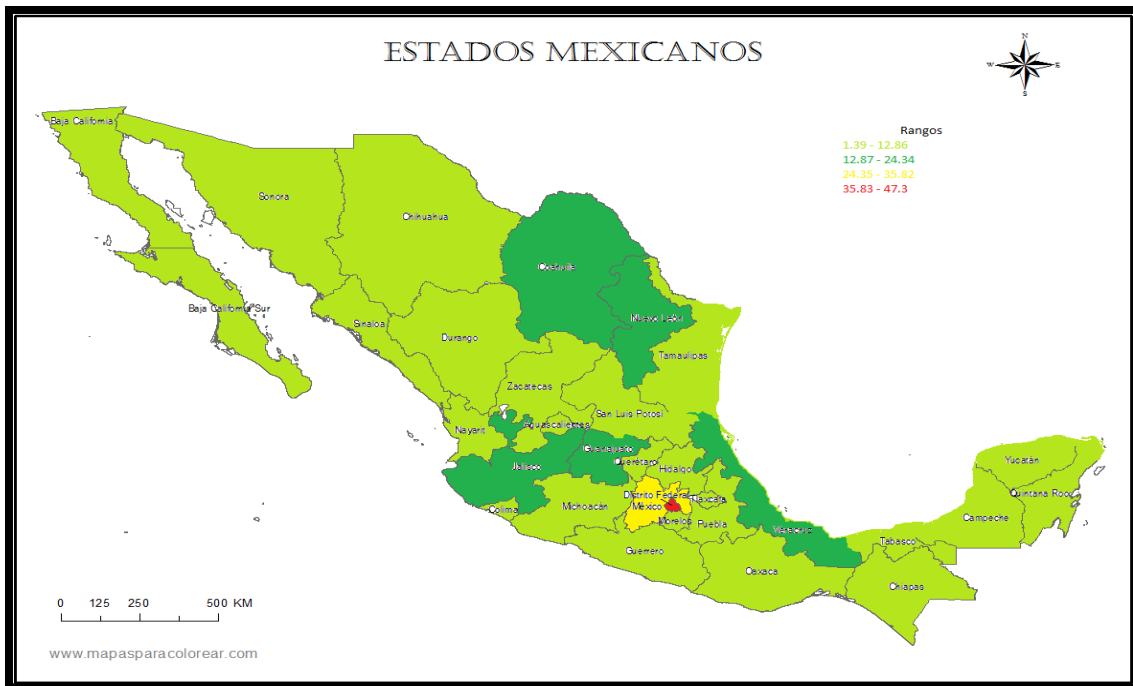 ESTADOS MEXICANOS
N
W E
S
Rangos
1.39 - 12.86
12.87 - 24.34
24.35 - 35.82
35.83 - 47.3
Baja California
Sonora
Chihuahua
Coahuila
Baja California Sur
Nuevo León
Sinaloa
Durango
Tamaulipas
Zacatecas
San Luis Potosí
Aguascalientes
Nayarit
Guanajuato
Yucatán
Querétaro
Jalisco
Hidalgo
Quintana Roo
Distrito Federal
Tlaxcala
México
Michoacán
Colima
Campeche
Morelos
Puebla
Veracruz
Tabasco
Guerrero
Oaxaca
Chiapas
0 125 250 500 KM
www.mapasparacolorear.com